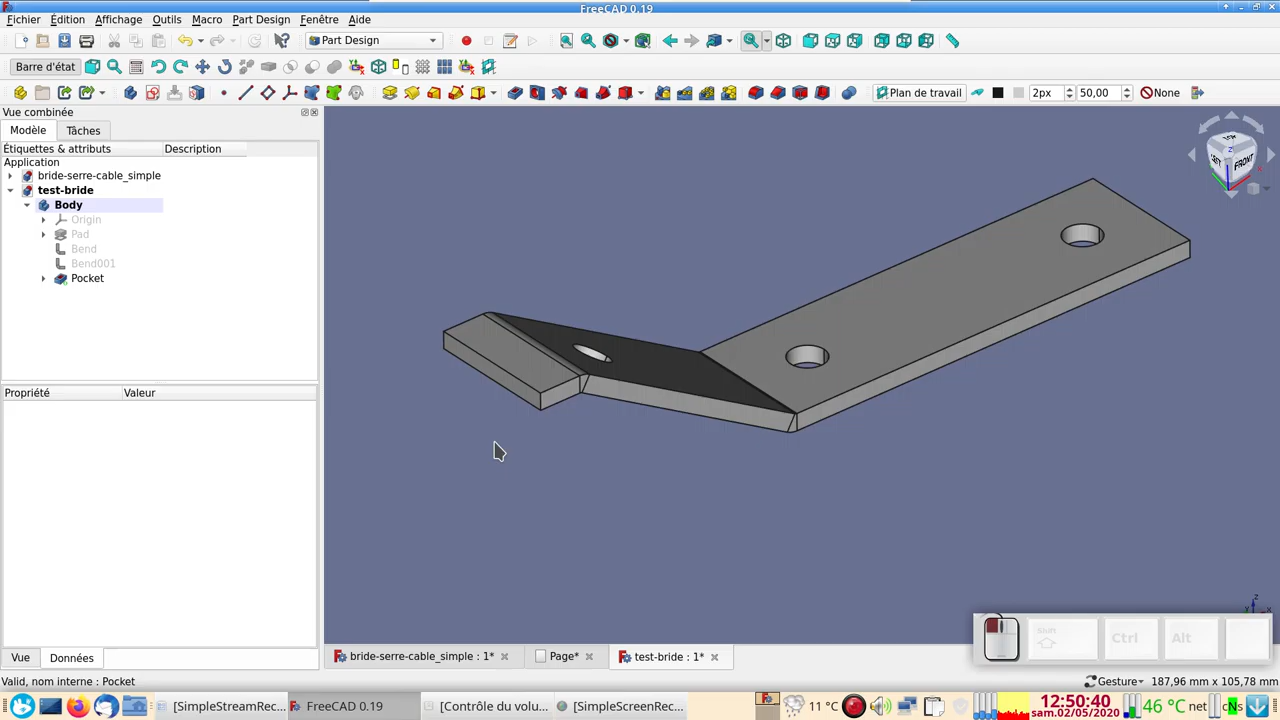 FreeCAD 0.19
Fichier Édition Affichage Outils Macro Part Design Fenêtre Aide
Part Design
Barre d'état
Plan de travail 2px 50,00 None
Vue combinée
Modèle Tâches
Étiquettes & attributs Description
Application
bride-serre-cable_simple
test-bride
Body
Origin
Pad
Bend
Bend001
Pocket
FRONT
Propriété Valeur
Shift Ctrl Alt
Vue Données
bride-serre-cable_simple : 1* Page* test-bride : 1*
Valid, nom interne : Pocket Gesture 187,96 mm x 105,78 mm
[SimpleStreamRec... FreeCAD 0.19 [Contrôle du volu... [SimpleScreenRec... 11 °C 12:50:40 46 °C net cNs
sam.02/05/2020